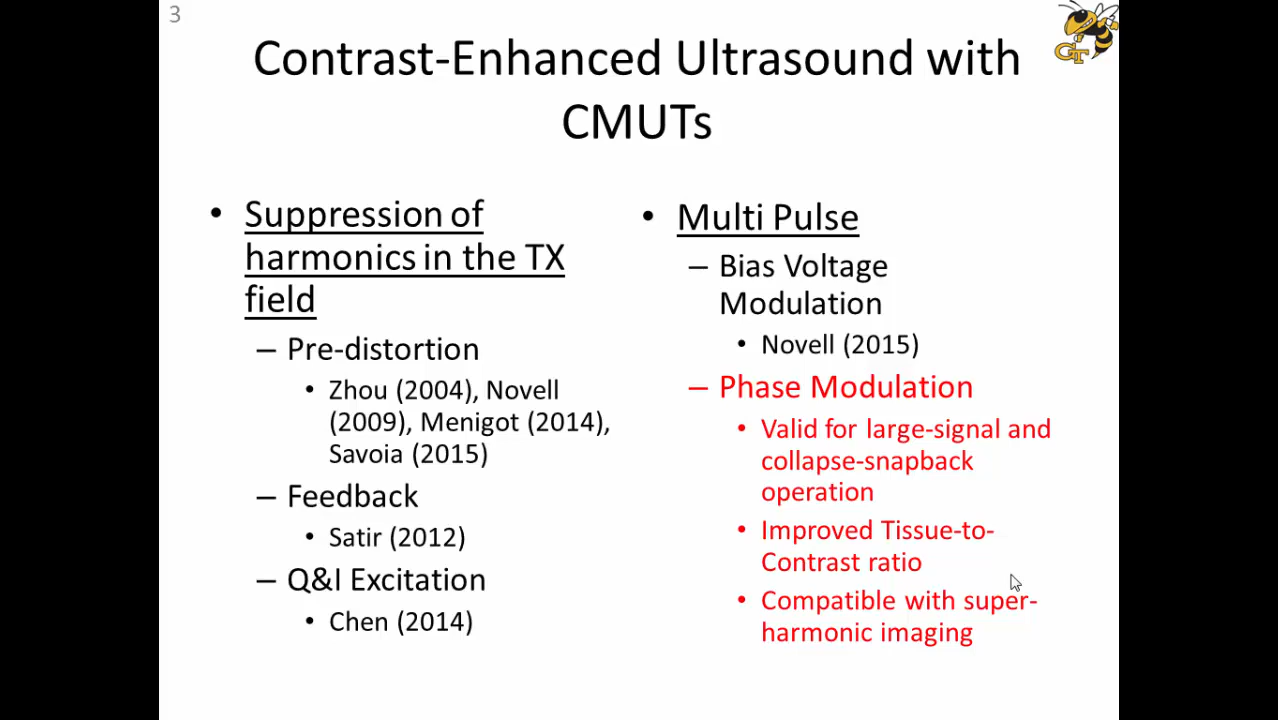 3
Contrast-Enhanced Ultrasound with
CMUTs
GT
• Suppression of
harmonics in the TX
field
– Pre-distortion
• Zhou (2004), Novell
(2009), Menigot (2014),
Savoia (2015)
– Feedback
• Satir (2012)
– Q&I Excitation
• Chen (2014)
• Multi Pulse
– Bias Voltage
Modulation
• Novell (2015)
– Phase Modulation
• Valid for large-signal and
collapse-snapback
operation
• Improved Tissue-to-
Contrast ratio
• Compatible with super-
harmonic imaging